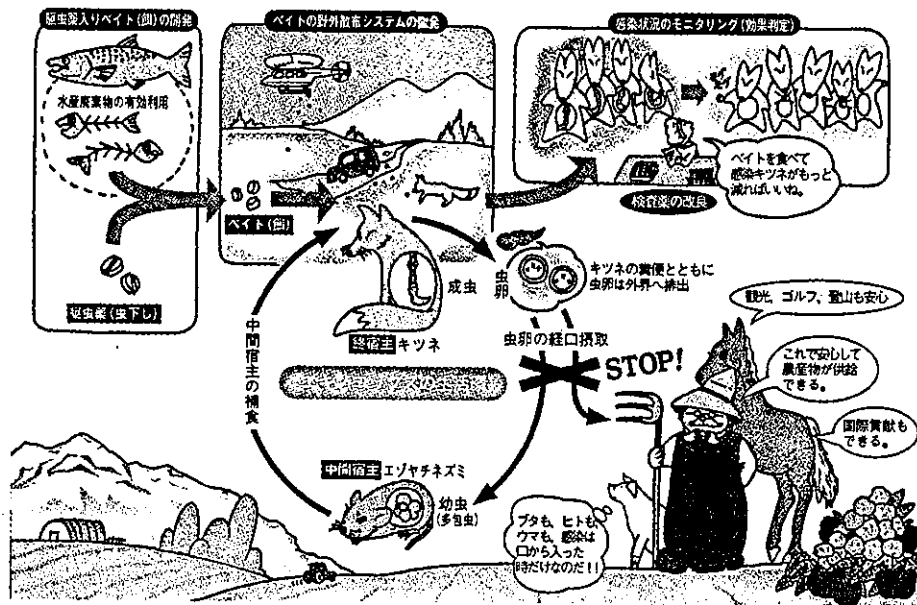 駆虫薬入りベイト(餌)の開発
ベイトの野外散布システムの開発
感染状況のモニタリング(効果判定)
水産廃棄物の有効利用
駆虫薬(虫下し)
ベイト(餌)
ベイトを食べて
感染キツネがもっと
減ればいいね。
検査薬の改良
成虫
終宿主 キツネ
虫卵
キツネの糞便とともに
虫卵は外界へ排出
虫卵の経口摂取
STOP!
中間宿主の捕食
中間宿主 エゾヤチネズミ
幼虫
(多包虫)
観光、ゴルフ、登山も安心
これで安心して
農産物が供給
できる。
国際貢献も
できる。
ブタも、ヒトも、
ウマも、感染は
口から入った
時だけなのだ!!